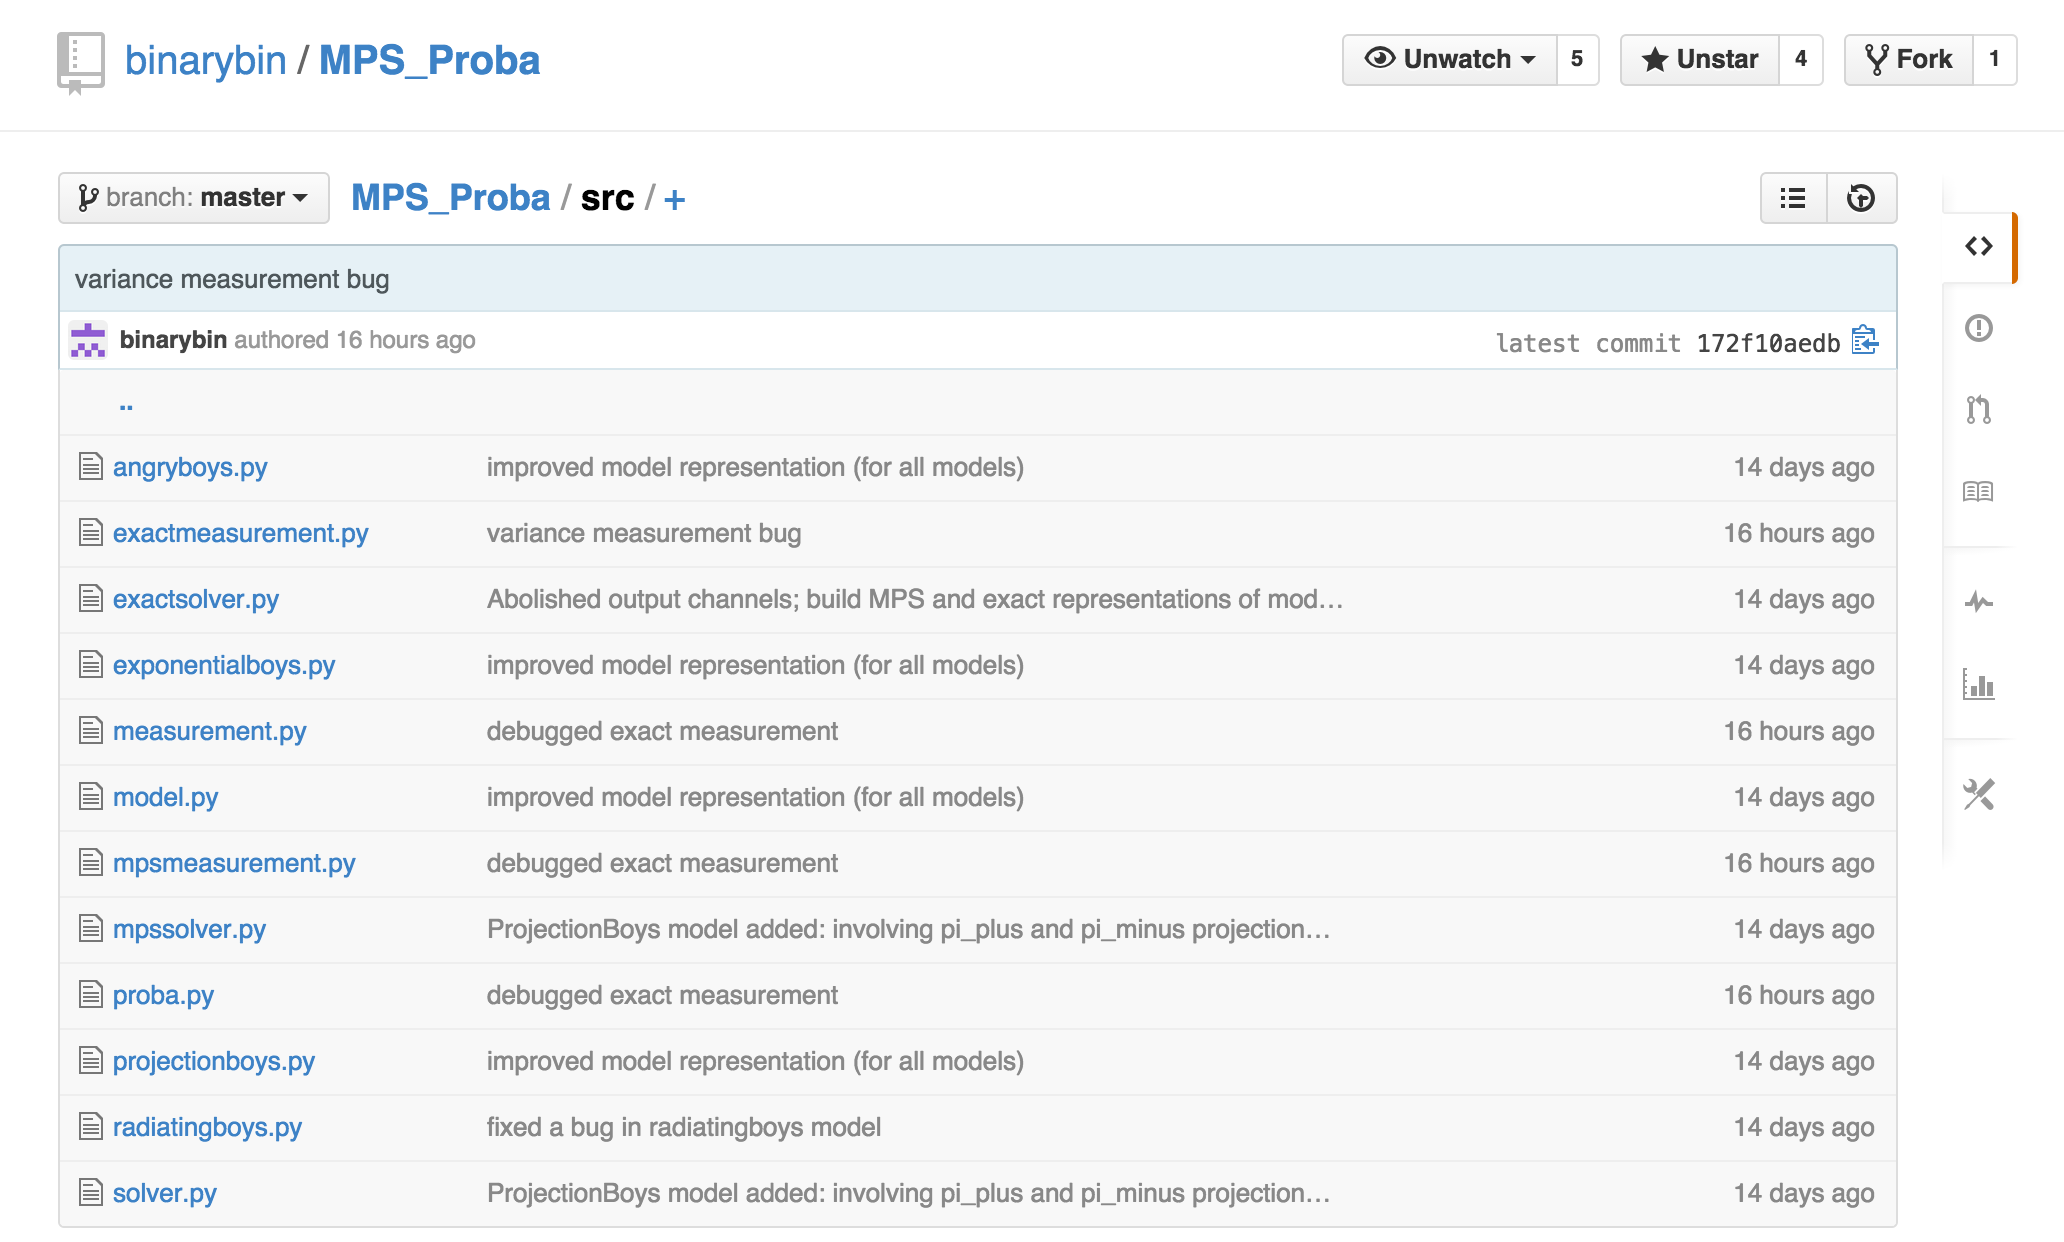 binarybin / MPS_Proba Unwatch 5 Unstar 4 Fork 1
branch: master MPS_Proba / src / +
variance measurement bug
binarybin authored 16 hours ago latest commit 172f10aedb
..
angryboys.py improved model representation (for all models) 14 days ago
exactmeasurement.py variance measurement bug 16 hours ago
exactsolver.py Abolished output channels; build MPS and exact representations of mod… 14 days ago
exponentialboys.py improved model representation (for all models) 14 days ago
measurement.py debugged exact measurement 16 hours ago
model.py improved model representation (for all models) 14 days ago
mpsmeasurement.py debugged exact measurement 16 hours ago
mpssolver.py ProjectionBoys model added: involving pi_plus and pi_minus projection… 14 days ago
proba.py debugged exact measurement 16 hours ago
projectionboys.py improved model representation (for all models) 14 days ago
radiatingboys.py fixed a bug in radiatingboys model 14 days ago
solver.py ProjectionBoys model added: involving pi_plus and pi_minus projection… 14 days ago